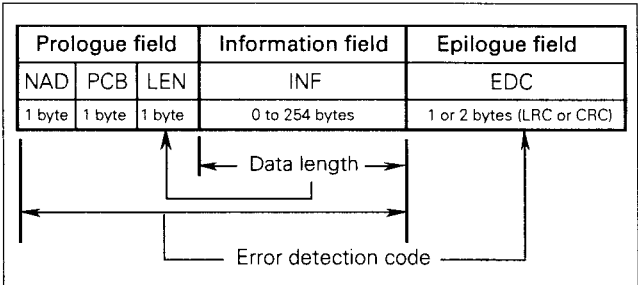 Prologue field Information field Epilogue field
NAD PCB LEN INF EDC
1 byte 1 byte 1 byte 0 to 254 bytes 1 or 2 bytes (LRC or CRC)
Data length
Error detection code